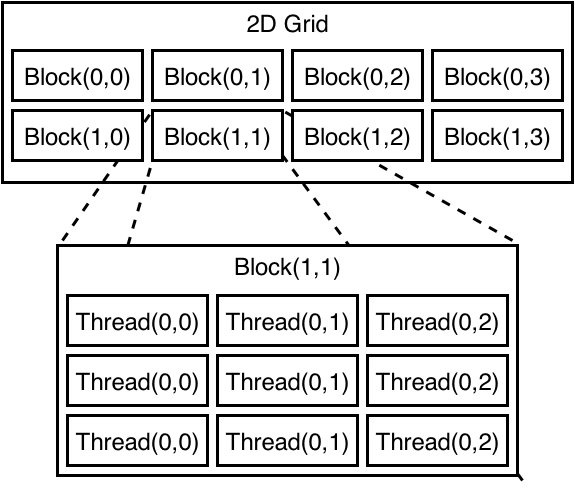 2D Grid
Block(0,0) Block(0,1) Block(0,2) Block(0,3)
Block(1,0) Block(1,1) Block(1,2) Block(1,3)
Block(1,1)
Thread(0,0) Thread(0,1) Thread(0,2)
Thread(0,0) Thread(0,1) Thread(0,2)
Thread(0,0) Thread(0,1) Thread(0,2)